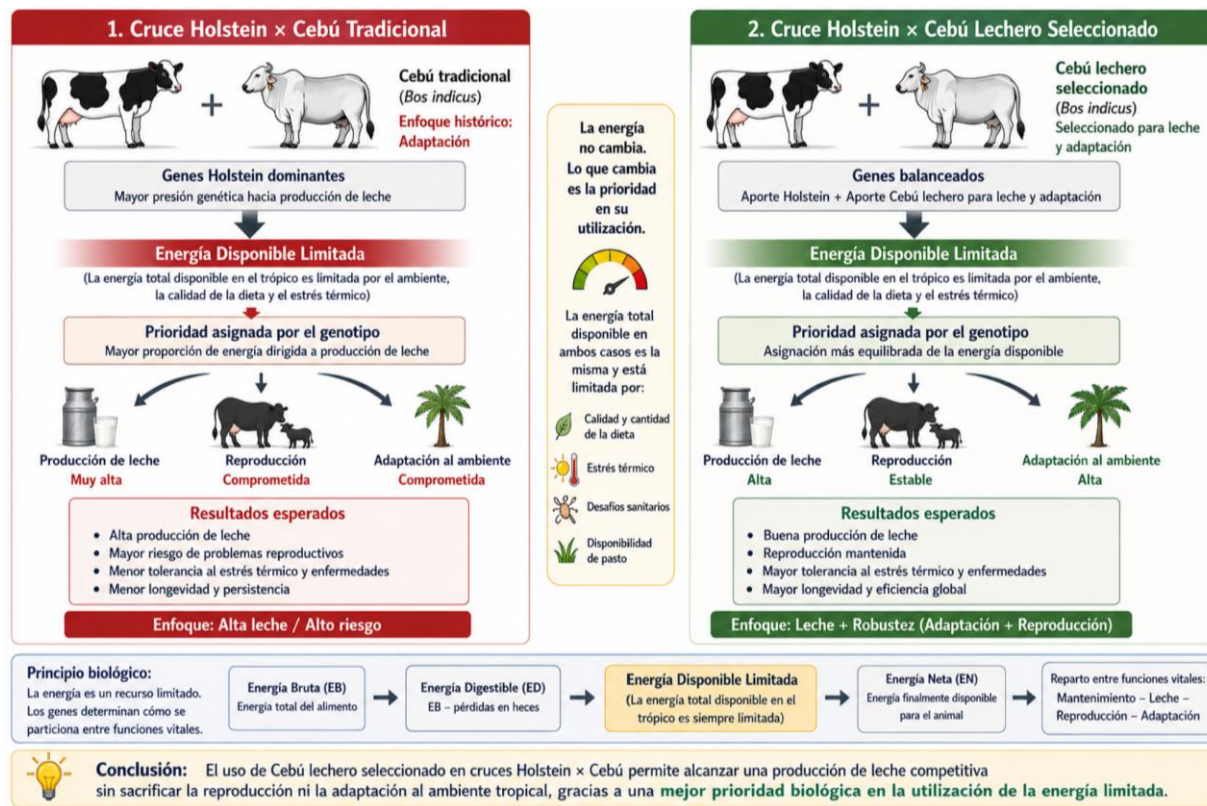 1. Cruce Holstein × Cebú Tradicional
Cebú tradicional
(Bos indicus)
Enfoque histórico:
Adaptación
Genes Holstein dominantes
Mayor presión genética hacia producción de leche
Energía Disponible Limitada
(La energía total disponible en el trópico es limitada por el ambiente,
la calidad de la dieta y el estrés térmico)
Prioridad asignada por el genotipo
Mayor proporción de energía dirigida a producción de leche
Producción de leche
Muy alta
Reproducción
Comprometida
Adaptación al ambiente
Comprometida
Resultados esperados
• Alta producción de leche
• Mayor riesgo de problemas reproductivos
• Menor tolerancia al estrés térmico y enfermedades
• Menor longevidad y persistencia
Enfoque: Alta leche / Alto riesgo
La energía
no cambia.
Lo que cambia
es la prioridad
en su
utilización.
La energía total
disponible en
ambos casos es la
misma y está
limitada por:
Calidad y cantidad
de la dieta
Estrés térmico
Desafíos sanitarios
Disponibilidad
de pasto
2. Cruce Holstein × Cebú Lechero Seleccionado
Cebú lechero
seleccionado
(Bos indicus)
Seleccionado para leche
y adaptación
Genes balanceados
Aporte Holstein + Aporte Cebú lechero para leche y adaptación
Energía Disponible Limitada
(La energía total disponible en el trópico es limitada por el ambiente,
la calidad de la dieta y el estrés térmico)
Prioridad asignada por el genotipo
Asignación más equilibrada de la energía disponible
Producción de leche
Alta
Reproducción
Estable
Adaptación al ambiente
Alta
Resultados esperados
• Buena producción de leche
• Reproducción mantenida
• Mayor tolerancia al estrés térmico y enfermedades
• Mayor longevidad y eficiencia global
Enfoque: Leche + Robustez (Adaptación + Reproducción)
Principio biológico:
La energía es un recurso limitado.
Los genes determinan cómo se
particiona entre funciones vitales.
Energía Bruta (EB)
Energía total del alimento
Energía Digestible (ED)
EB – pérdidas en heces
Energía Disponible Limitada
(La energía total disponible en el
trópico es siempre limitada)
Energía Neta (EN)
Energía finalmente disponible
para el animal
Reparto entre funciones vitales:
Mantenimiento – Leche –
Reproducción – Adaptación
Conclusión: El uso de Cebú lechero seleccionado en cruces Holstein × Cebú permite alcanzar una producción de leche competitiva
sin sacrificar la reproducción ni la adaptación al ambiente tropical, gracias a una mejor prioridad biológica en la utilización de la energía limitada.